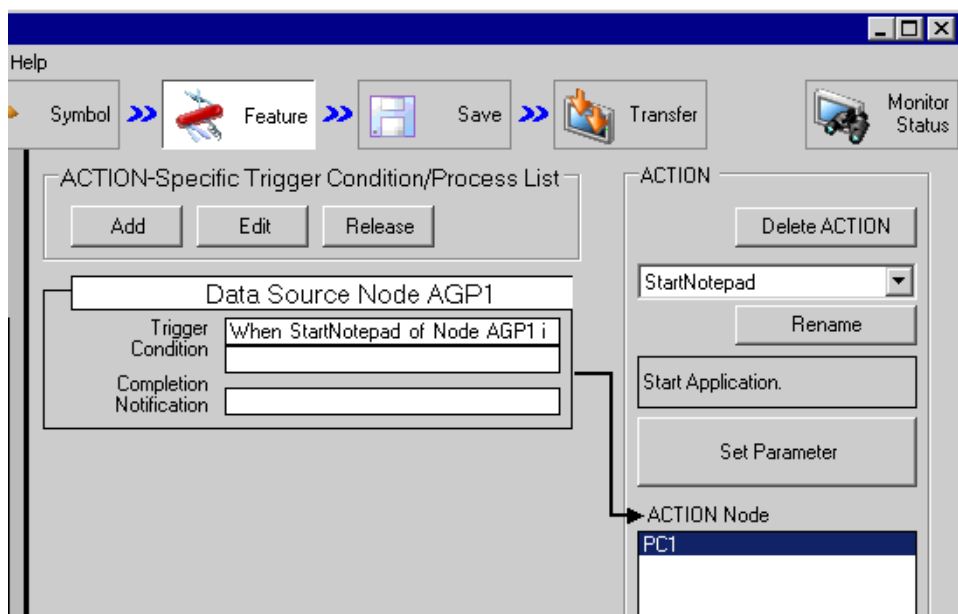 Help
Symbol Feature Save Transfer Monitor Status
ACTION-Specific Trigger Condition/Process List
Add Edit Release
Data Source Node AGP1
Trigger Condition When StartNotepad of Node AGP1 i
Completion Notification
ACTION
Delete ACTION
StartNotepad
Rename
Start Application.
Set Parameter
ACTION Node
PC1